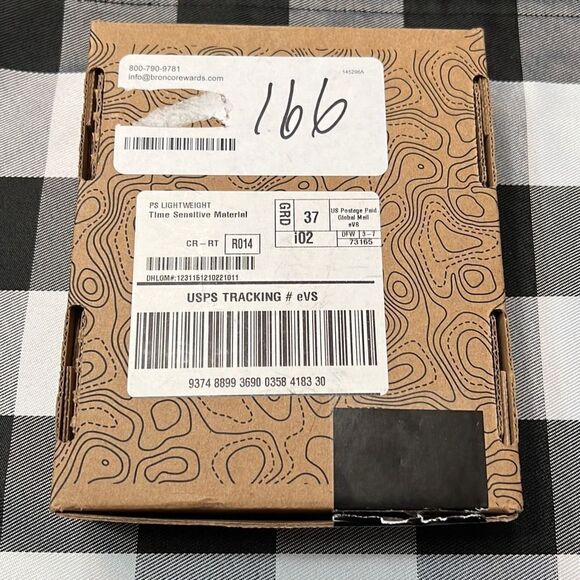 800-790-9781
info@broncorewards.com
145296A
166
PS LIGHTWEIGHT
Time Sensitive Material
CR-RT R014
GRD
37
i02
US Postage Paid
Global Mail
eVS
DFW 3-7
73165
DHLGM#:1231151210221011
USPS TRACKING # eVS
9374 8899 3690 0358 4183 30